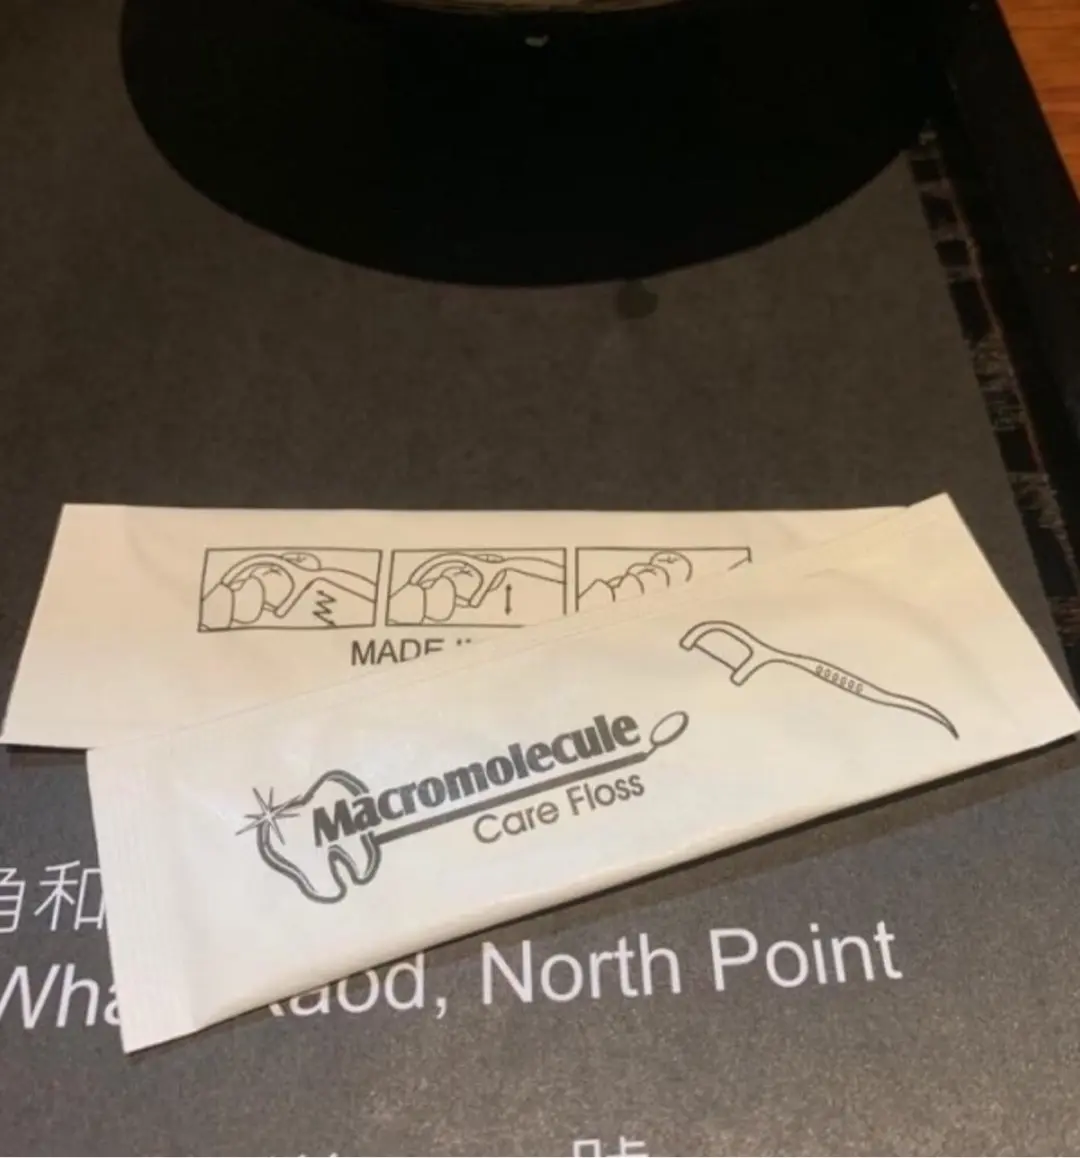 MADE
Macromolecule
Care Floss
角和
Wha aod, North Point